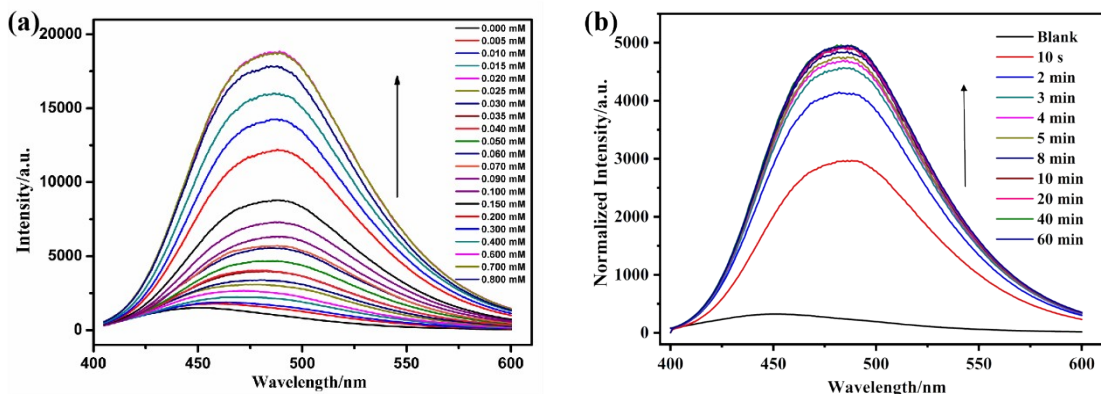 (a)
Intensity/a.u.
20000
15000
10000
5000
0
400
450
500
550
600
Wavelength/nm
0.000 mM
0.005 mM
0.010 mM
0.015 mM
0.020 mM
0.025 mM
0.030 mM
0.035 mM
0.040 mM
0.050 mM
0.060 mM
0.070 mM
0.090 mM
0.100 mM
0.150 mM
0.200 mM
0.300 mM
0.400 mM
0.600 mM
0.700 mM
0.800 mM
(b)
Normalized Intensity/a.u.
5000
4000
3000
2000
1000
0
400
450
500
550
600
Wavelength/nm
Blank
10 s
2 min
3 min
4 min
5 min
8 min
10 min
20 min
40 min
60 min